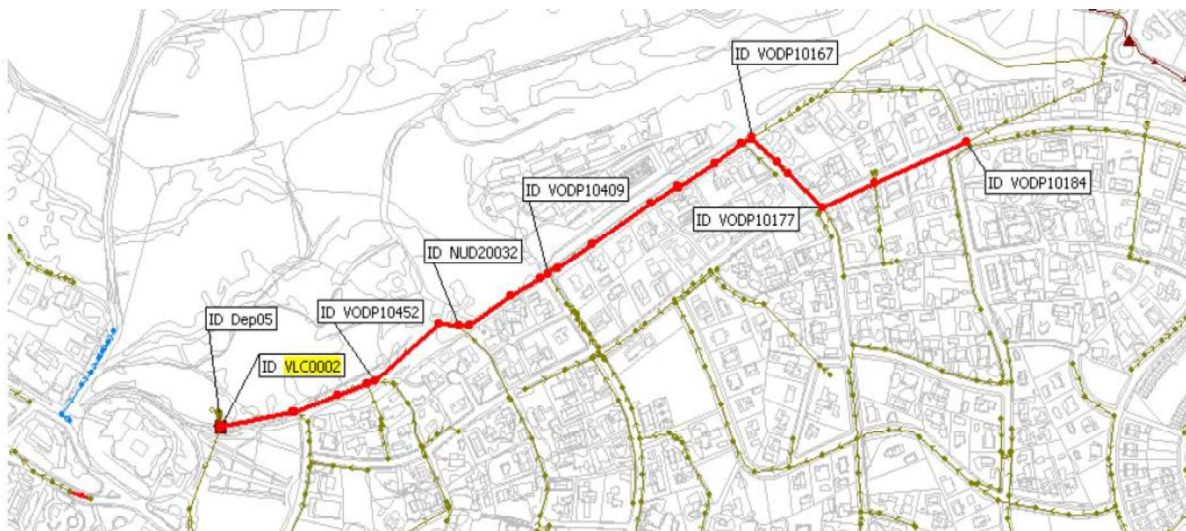 ID VODP10167
ID VODP10409
ID VODP10184
ID VODP10177
ID NUD20032
ID VODP10452
ID Dep05
ID VLC0002